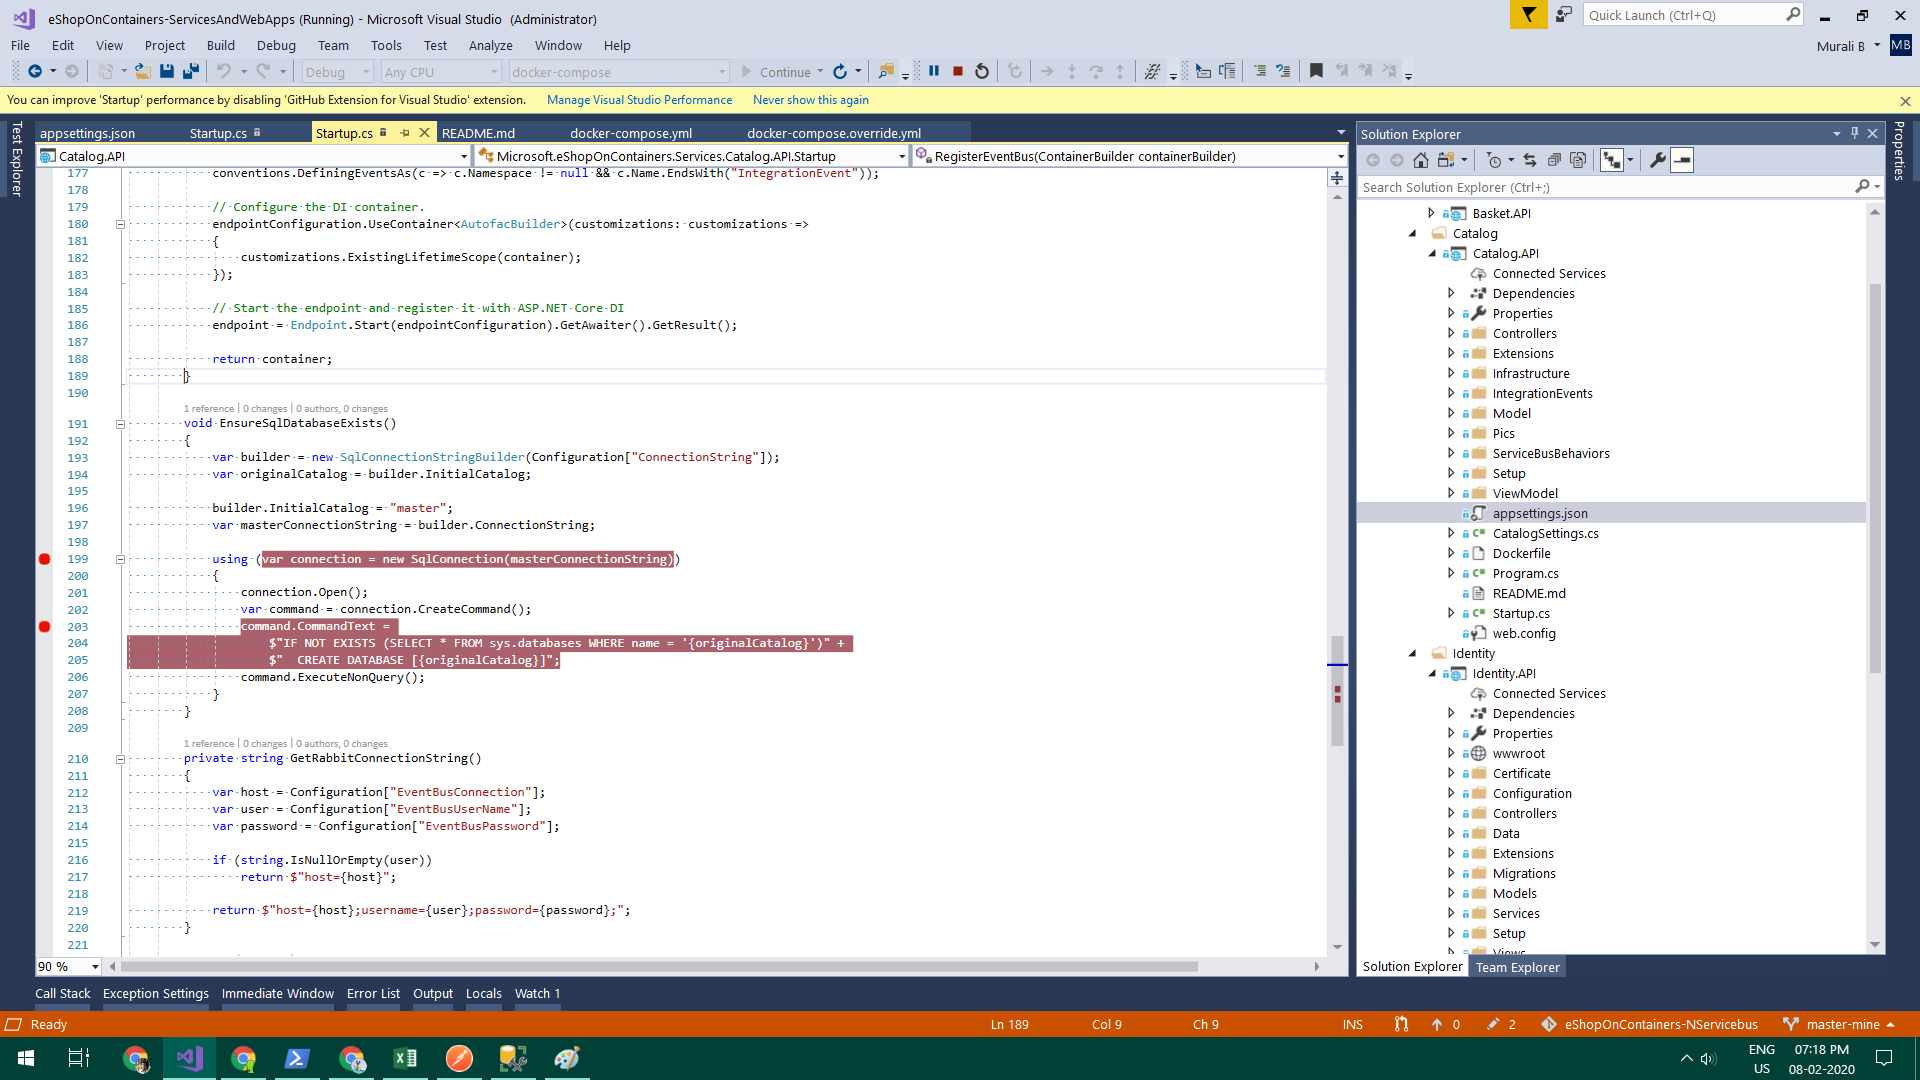 eShopOnContainers-ServicesAndWebApps (Running) - Microsoft Visual Studio (Administrator)
Quick Launch (Ctrl+Q)
File Edit View Project Build Debug Team Tools Test Analyze Window Help
Murali B MB
Debug Any CPU docker-compose Continue
You can improve 'Startup' performance by disabling 'GitHub Extension for Visual Studio' extension. Manage Visual Studio Performance Never show this again
Test Explorer
appsettings.json Startup.cs Startup.cs README.md docker-compose.yml docker-compose.override.yml
Catalog.API Microsoft.eShopOnContainers.Services.Catalog.API.Startup RegisterEventBus(ContainerBuilder containerBuilder)
177 conventions.DefiningEventsAs(c => c.Namespace != null && c.Name.EndsWith("IntegrationEvent"));
178
179 // Configure the DI container.
180 endpointConfiguration.UseContainer<AutofacBuilder>(customizations: customizations =>
181 {
182 customizations.ExistingLifetimeScope(container);
183 });
184
185 // Start the endpoint and register it with ASP.NET Core DI
186 endpoint = Endpoint.Start(endpointConfiguration).GetAwaiter().GetResult();
187
188 return container;
189 }
190
1 reference | 0 changes | 0 authors, 0 changes
191 void EnsureSqlDatabaseExists()
192 {
193 var builder = new SqlConnectionStringBuilder(Configuration["ConnectionString"]);
194 var originalCatalog = builder.InitialCatalog;
195
196 builder.InitialCatalog = "master";
197 var masterConnectionString = builder.ConnectionString;
198
199 using (var connection = new SqlConnection(masterConnectionString))
200 {
201 connection.Open();
202 var command = connection.CreateCommand();
203 command.CommandText =
204 $"IF NOT EXISTS (SELECT * FROM sys.databases WHERE name = '{originalCatalog}')" +
205 $" CREATE DATABASE [{originalCatalog}]";
206 command.ExecuteNonQuery();
207 }
208 }
209
1 reference | 0 changes | 0 authors, 0 changes
210 private string GetRabbitConnectionString()
211 {
212 var host = Configuration["EventBusConnection"];
213 var user = Configuration["EventBusUserName"];
214 var password = Configuration["EventBusPassword"];
215
216 if (string.IsNullOrEmpty(user))
217 return $"host={host}";
218
219 return $"host={host};username={user};password={password};";
220 }
221
90 %
Solution Explorer
Search Solution Explorer (Ctrl+;)
Basket.API
Catalog
Catalog.API
Connected Services
Dependencies
Properties
Controllers
Extensions
Infrastructure
IntegrationEvents
Model
Pics
ServiceBusBehaviors
Setup
ViewModel
appsettings.json
CatalogSettings.cs
Dockerfile
Program.cs
README.md
Startup.cs
web.config
Identity
Identity.API
Connected Services
Dependencies
Properties
wwwroot
Certificate
Configuration
Controllers
Data
Extensions
Migrations
Models
Services
Setup
Views
Solution Explorer Team Explorer
Properties
Call Stack Exception Settings Immediate Window Error List Output Locals Watch 1
Ready Ln 189 Col 9 Ch 9 INS 0 2 eShopOnContainers-NServicebus master-mine
ENG
US
07:18 PM
08-02-2020